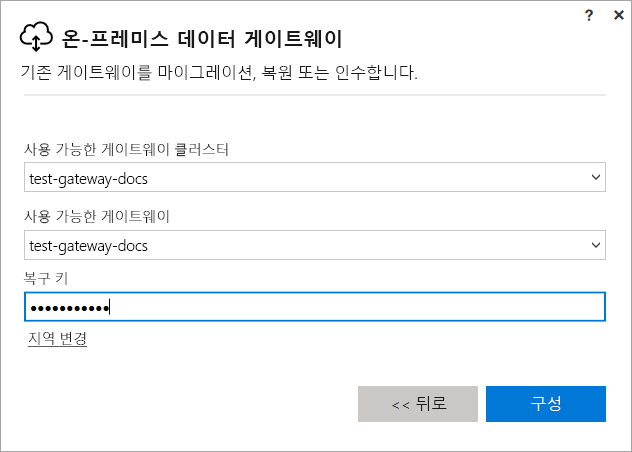 ? ×
온-프레미스 데이터 게이트웨이
기존 게이트웨이를 마이그레이션, 복원 또는 인수합니다.
사용 가능한 게이트웨이 클러스터
test-gateway-docs
사용 가능한 게이트웨이
test-gateway-docs
복구 키
●●●●●●●●●●●
지역 변경
<< 뒤로 구성